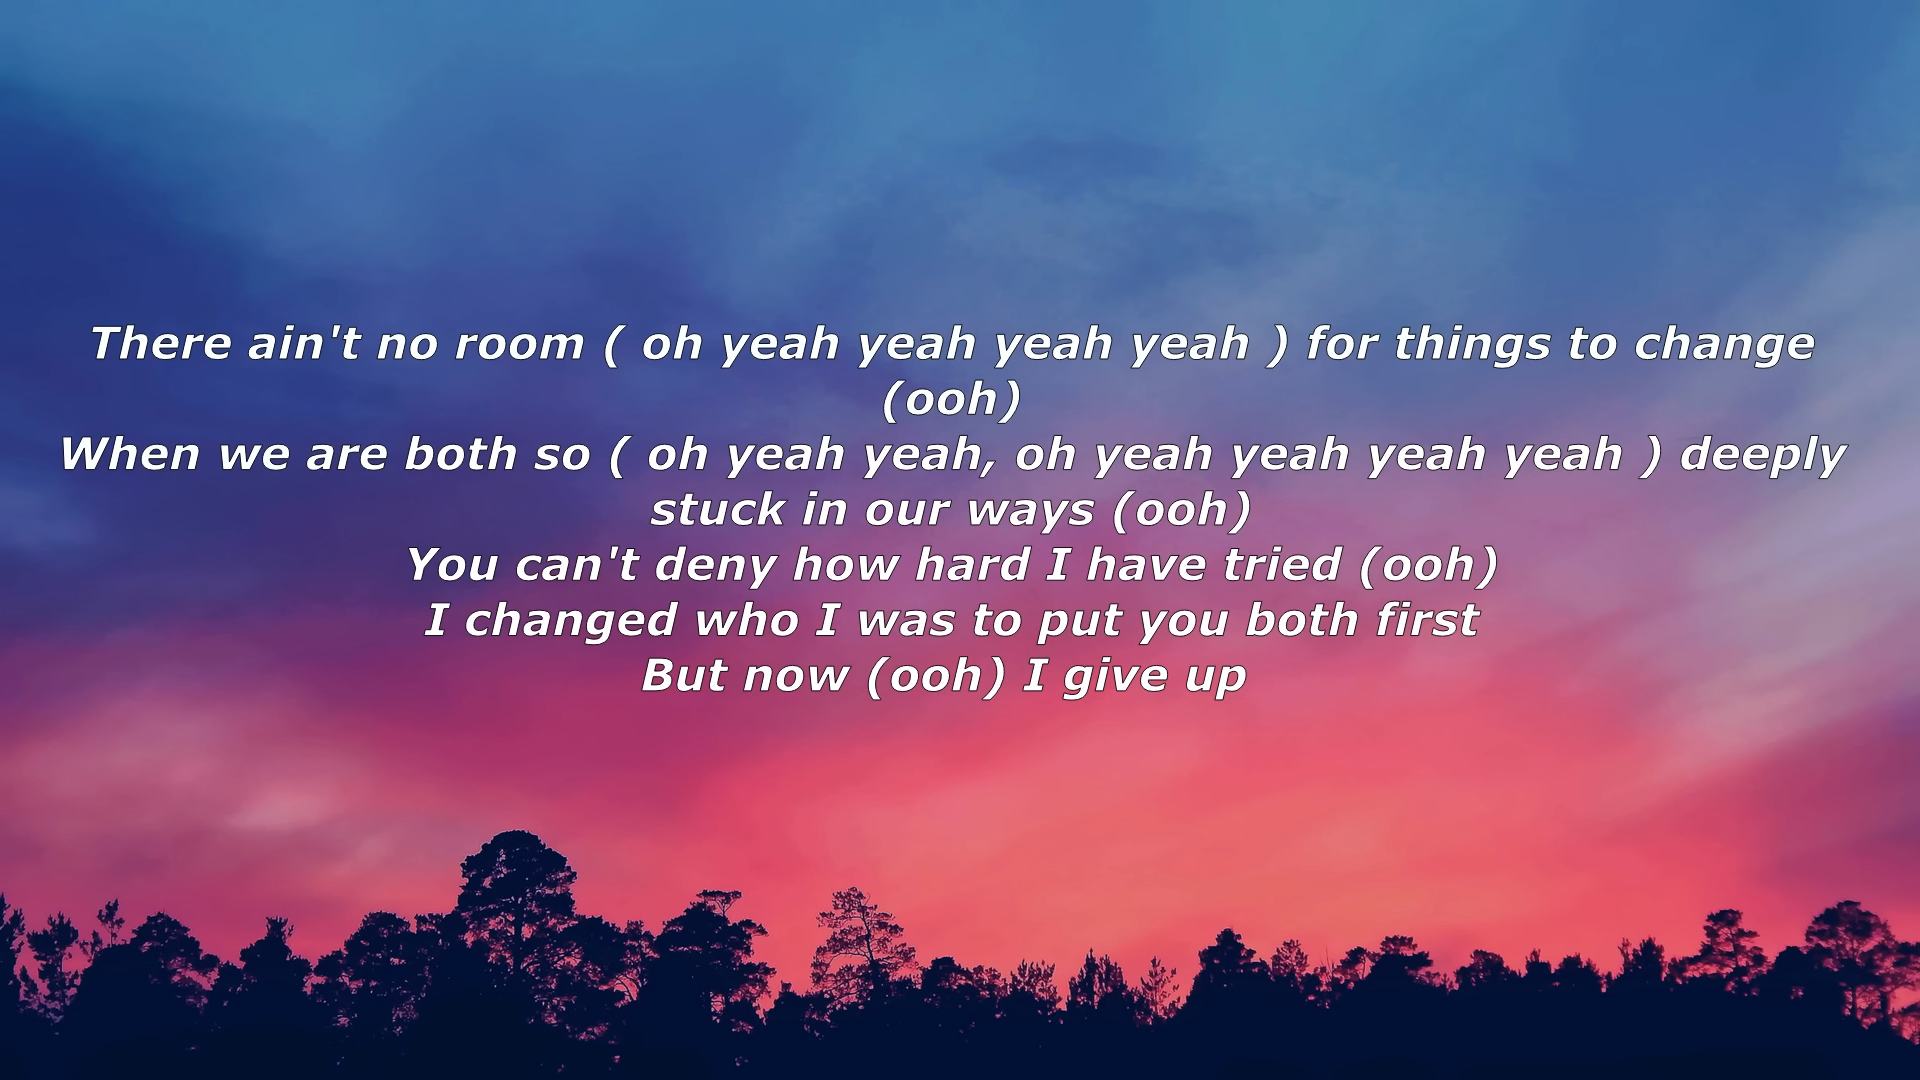 There ain't no room ( oh yeah yeah yeah yeah ) for things to change
(ooh)
When we are both so ( oh yeah yeah, oh yeah yeah yeah yeah ) deeply
stuck in our ways (ooh)
You can't deny how hard I have tried (ooh)
I changed who I was to put you both first
But now (ooh) I give up